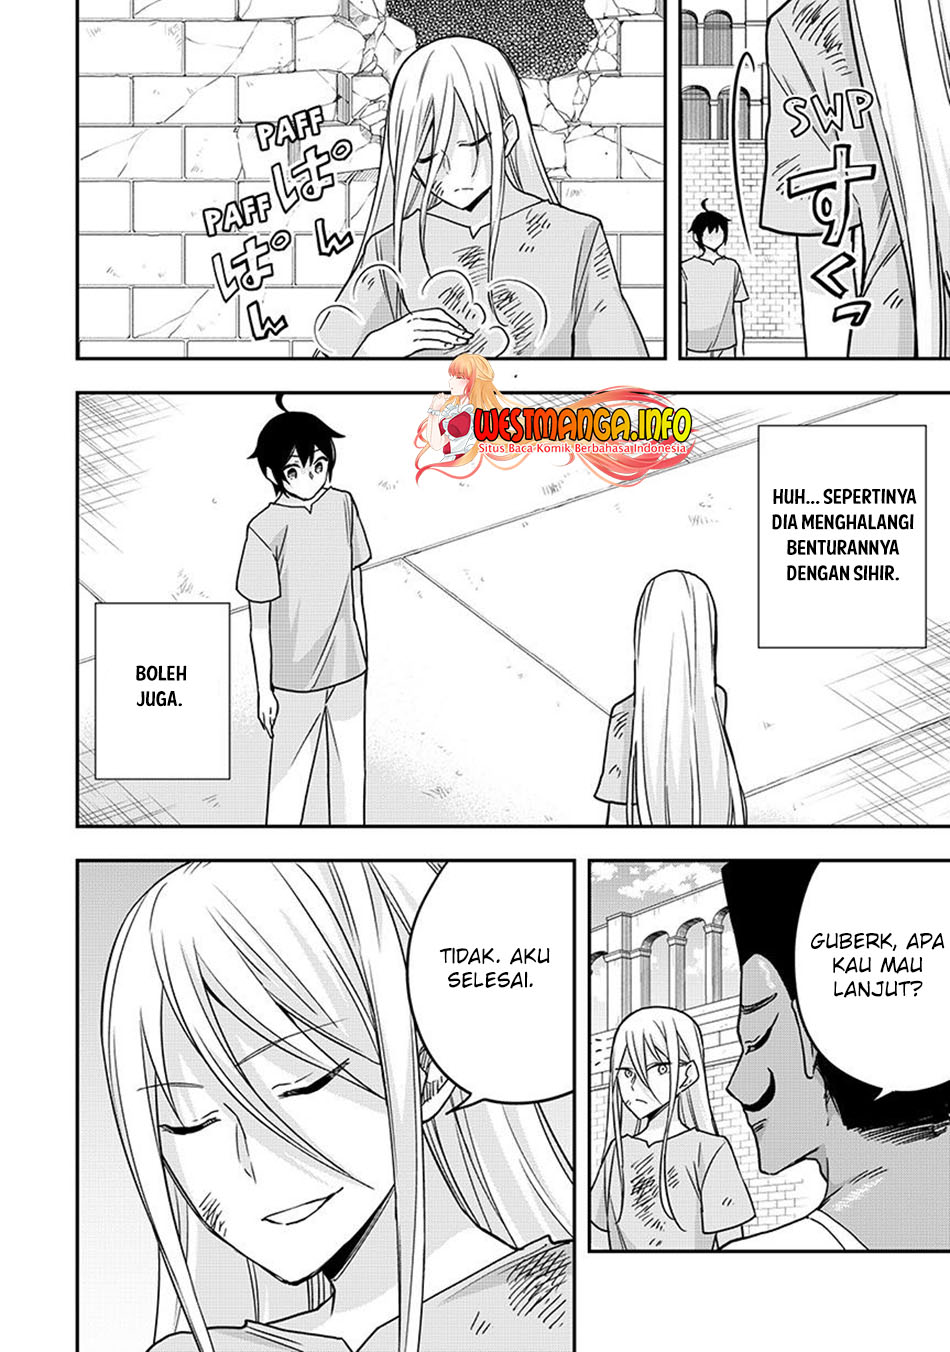 SWP
すくっ
PAFF
ぱん
PAFF
ぱん
WESTMANGA.INFO
Situs Baca Komik Berbahasa Indonesia
HUH... SEPERTINYA
DIA MENGHALANGI
BENTURANNYA
DENGAN SIHIR.
BOLEH
JUGA.
GUBERK, APA
KAU MAU
LANJUT?
TIDAK. AKU
SELESAI.